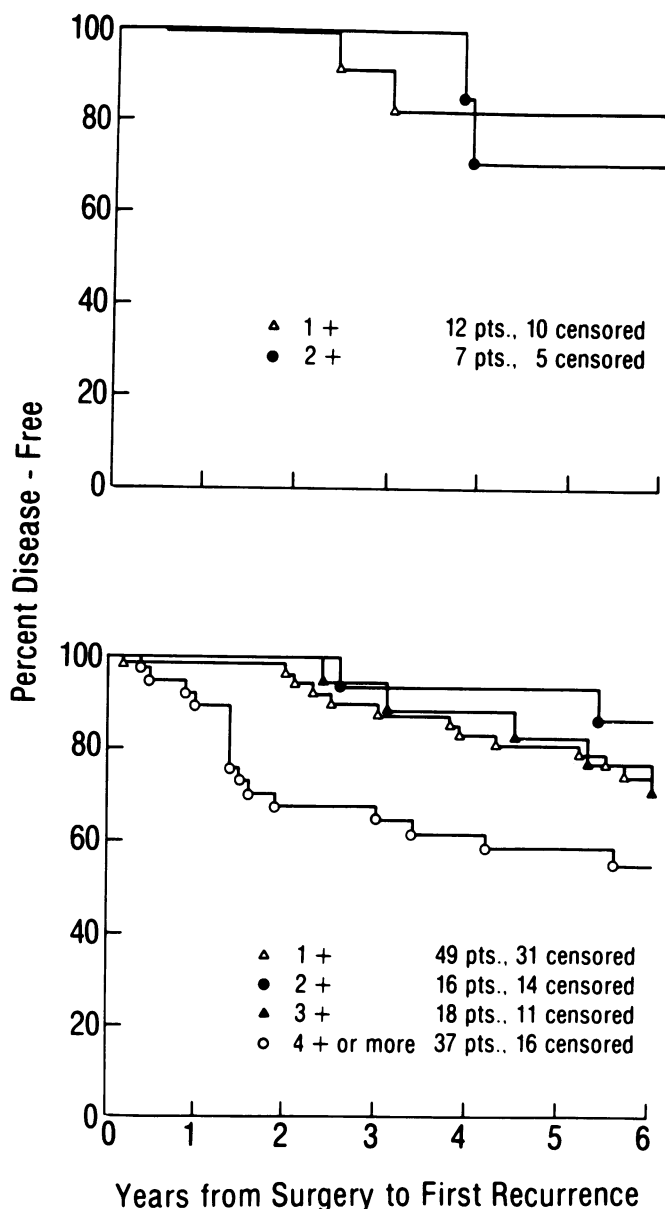 Percent Disease - Free
100
80
60
40
20
0
1 + 12 pts., 10 censored
2 + 7 pts., 5 censored
100
80
60
40
20
0
1 + 49 pts., 31 censored
2 + 16 pts., 14 censored
3 + 18 pts., 11 censored
4 + or more 37 pts., 16 censored
0 1 2 3 4 5 6
Years from Surgery to First Recurrence